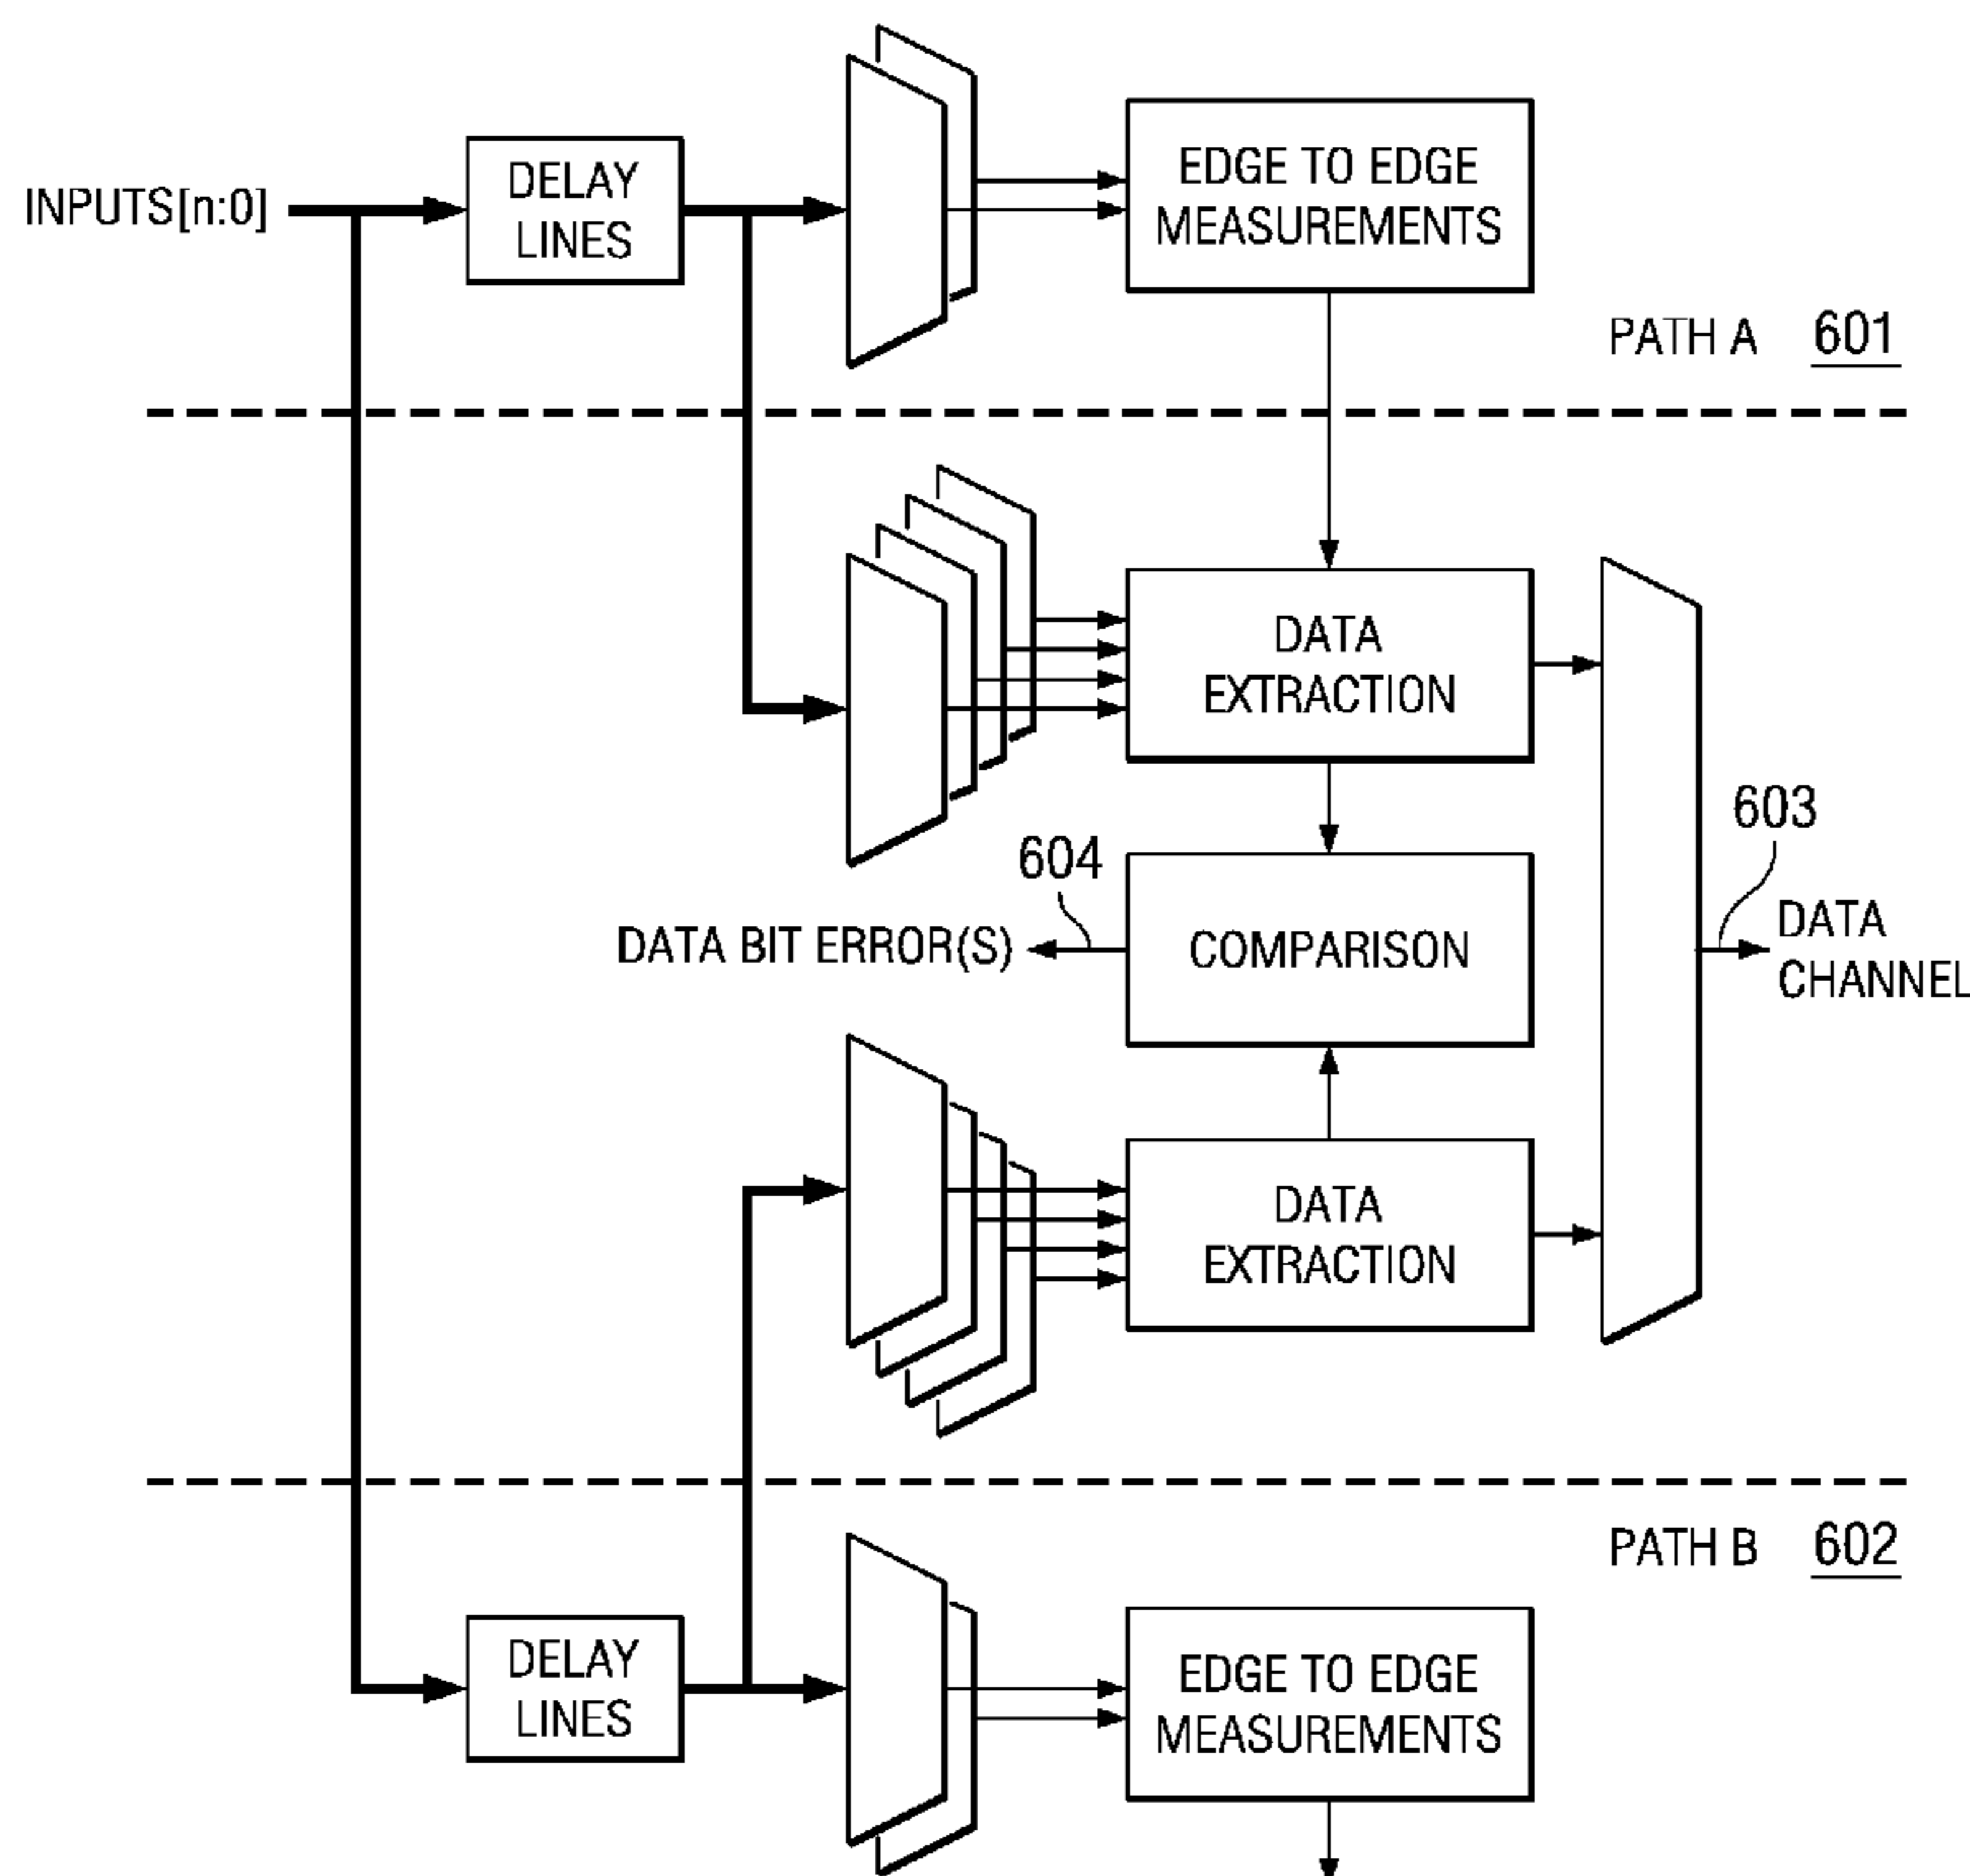 INPUTS[n:0]
DELAY
LINES
EDGE TO EDGE
MEASUREMENTS
PATH A 601
DATA
EXTRACTION
604
603
DATA BIT ERROR(S)
COMPARISON
DATA
CHANNEL
DATA
EXTRACTION
PATH B 602
DELAY
LINES
EDGE TO EDGE
MEASUREMENTS